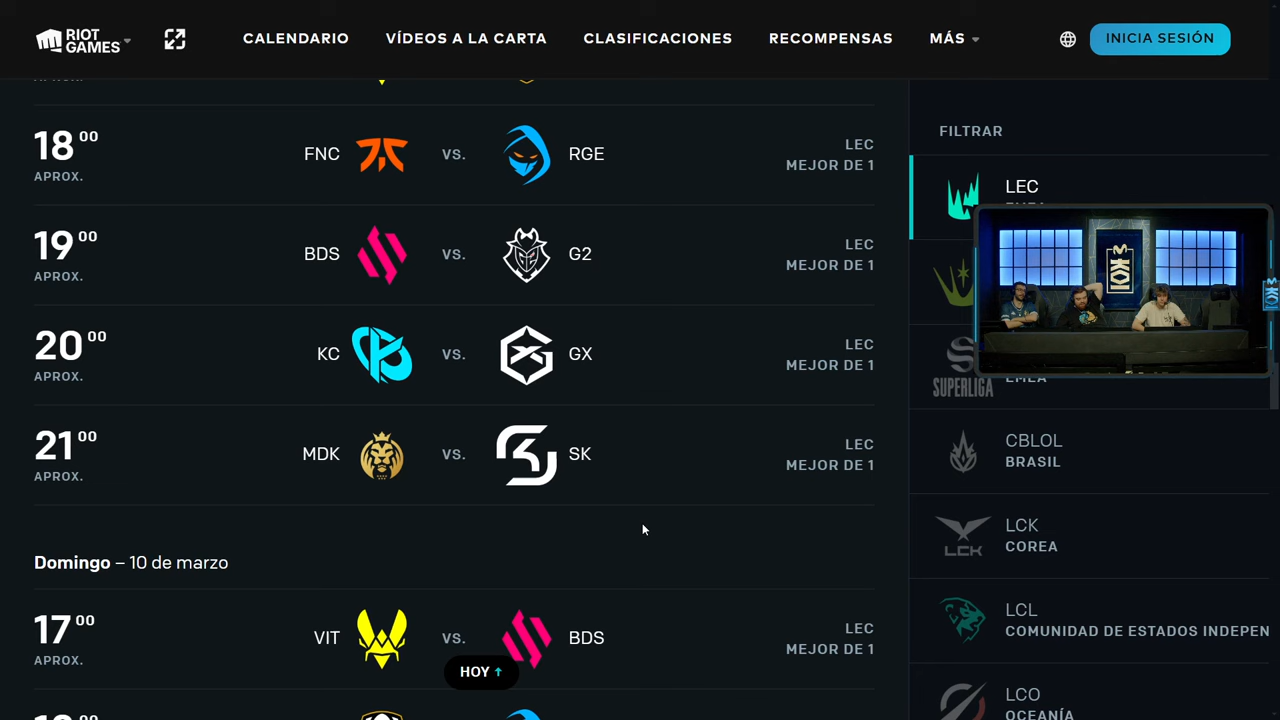 RIOT GAMES
CALENDARIO
VÍDEOS A LA CARTA
CLASIFICACIONES
RECOMPENSAS
MÁS
INICIA SESIÓN
18 00
APROX.
FNC
VS.
RGE
LEC
MEJOR DE 1
19 00
APROX.
BDS
VS.
G2
LEC
MEJOR DE 1
20 00
APROX.
KC
VS.
GX
LEC
MEJOR DE 1
21 00
APROX.
MDK
VS.
SK
LEC
MEJOR DE 1
Domingo – 10 de marzo
17 00
APROX.
VIT
VS.
BDS
LEC
MEJOR DE 1
HOY ↑
FILTRAR
LEC
SUPERLIGA
EMEA
CBLOL
BRASIL
LCK
LCK
COREA
LCL
COMUNIDAD DE ESTADOS INDEPEN
LCO
OCEANÍA
KOI